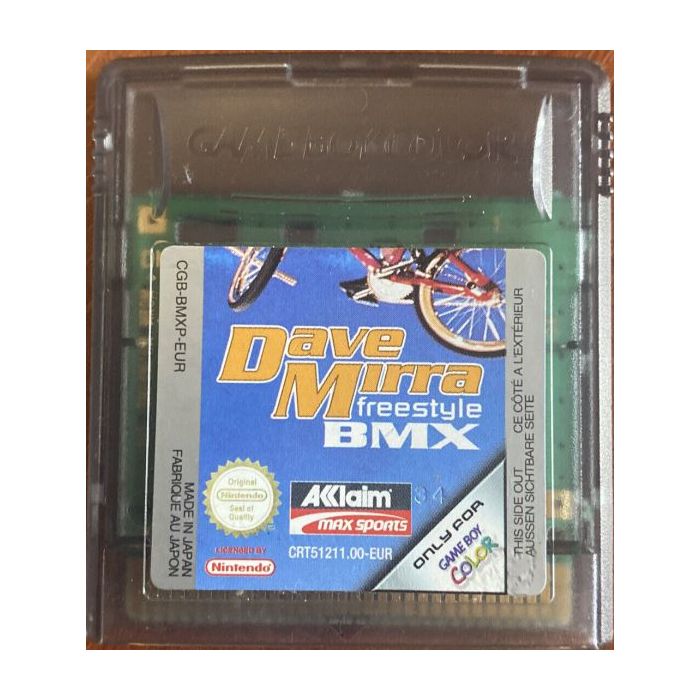 GAME BOY COLOR
CGB-BMXP-EUR
MADE IN JAPAN
FABRIQUE AU JAPON
Dave
Mirra
freestyle
BMX
Original
Nintendo
Seal of
Quality
LICENSED BY
Nintendo
AKKlaim
MAX SPORTS
34
CRT51211.00-EUR
ONLY FOR
GAME BOY
COLOR
THIS SIDE OUT CE CÔTÉ A L'EXTÉRIEUR
AUSSEN SICHTBARE SEITE